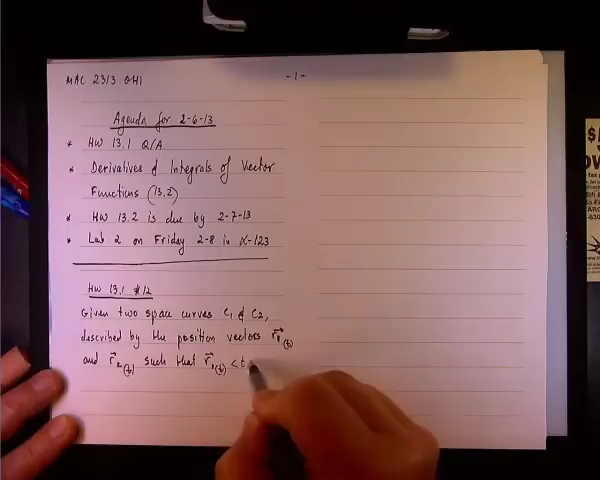 MAC 2313.0H1
-1-
Agenda for 2-6-13
* HW 13.1 Q/A
* Derivatives & Integrals of Vector
Functions (13.2)
* HW 13.2 is due by 2-7-13
* Lab 2 on Friday 2-8 in X-123
HW 13.1 #12
Given two space curves C₁ & C₂,
described by the position vectors r⃗₁(t)
and r⃗₂(t) such that r⃗₁(t) <t